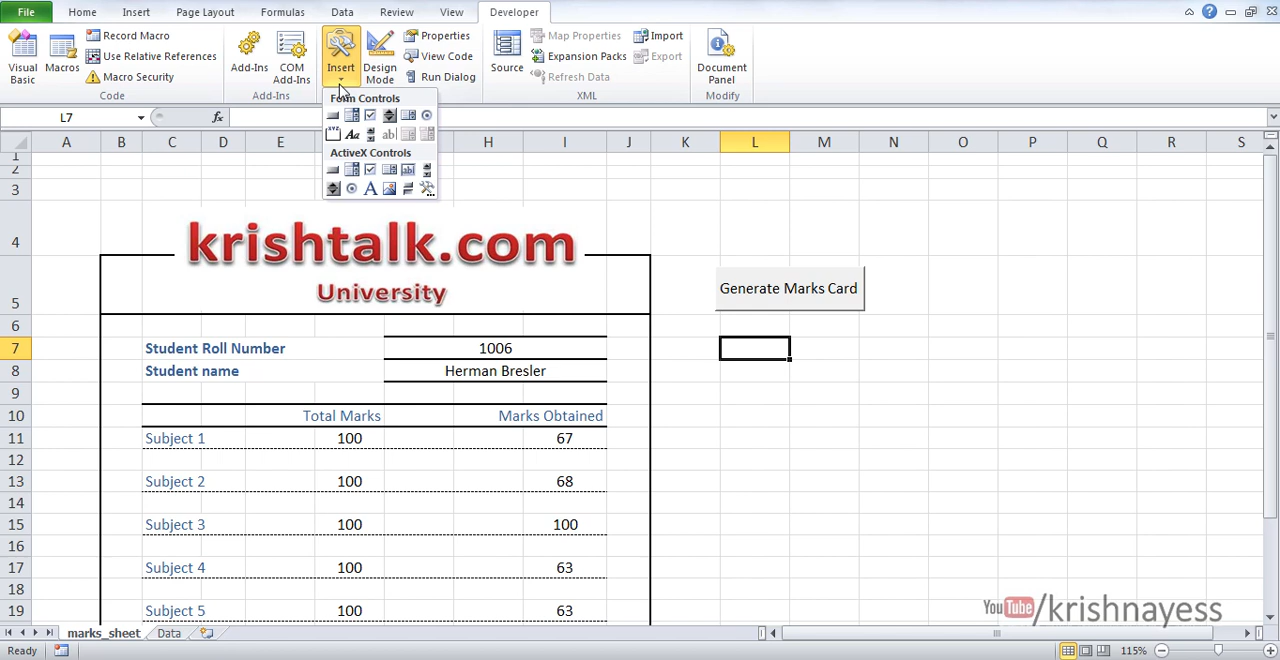 File Home Insert Page Layout Formulas Data Review View Developer
Visual Basic
Macros
Record Macro
Use Relative References
Macro Security
Code
Add-Ins
COM Add-Ins
Add-Ins
Insert
Design Mode
Properties
View Code
Run Dialog
Source
Map Properties
Expansion Packs
Refresh Data
Import
Export
XML
Document Panel
Modify
Form Controls
ActiveX Controls
L7
fx
A B C D E H I J K L M N O P Q R S
1
2
3
4
krishtalk.com
5
University
Generate Marks Card
6
7 Student Roll Number 1006
8 Student name Herman Bresler
9
10 Total Marks Marks Obtained
11 Subject 1 100 67
12
13 Subject 2 100 68
14
15 Subject 3 100 100
16
17 Subject 4 100 63
18
19 Subject 5 100 63
YouTube/krishnayess
marks_sheet Data
Ready 115%